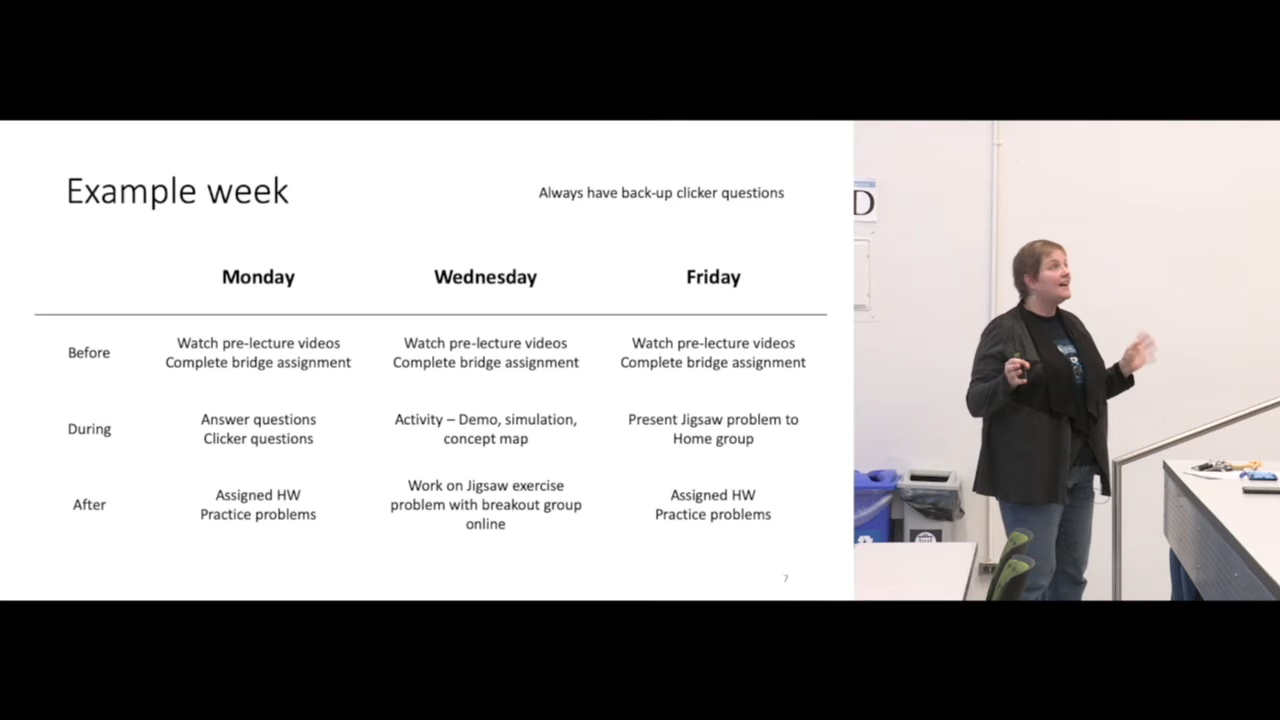 Example week
Always have back-up clicker questions
Monday
Wednesday
Friday
Before
Watch pre-lecture videos
Complete bridge assignment
Watch pre-lecture videos
Complete bridge assignment
Watch pre-lecture videos
Complete bridge assignment
During
Answer questions
Clicker questions
Activity – Demo, simulation,
concept map
Present Jigsaw problem to
Home group
After
Assigned HW
Practice problems
Work on Jigsaw exercise
problem with breakout group
online
Assigned HW
Practice problems
7
D